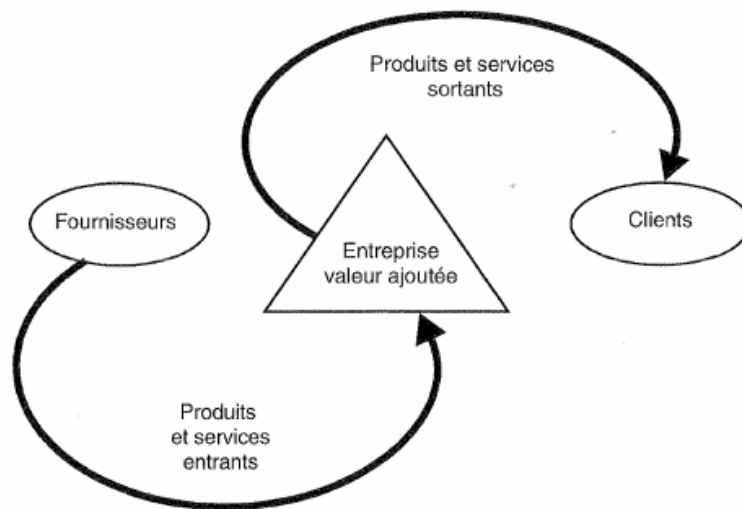 Produits et services
sortants
Fournisseurs
Clients
Entreprise
valeur ajoutée
Produits
et services
entrants